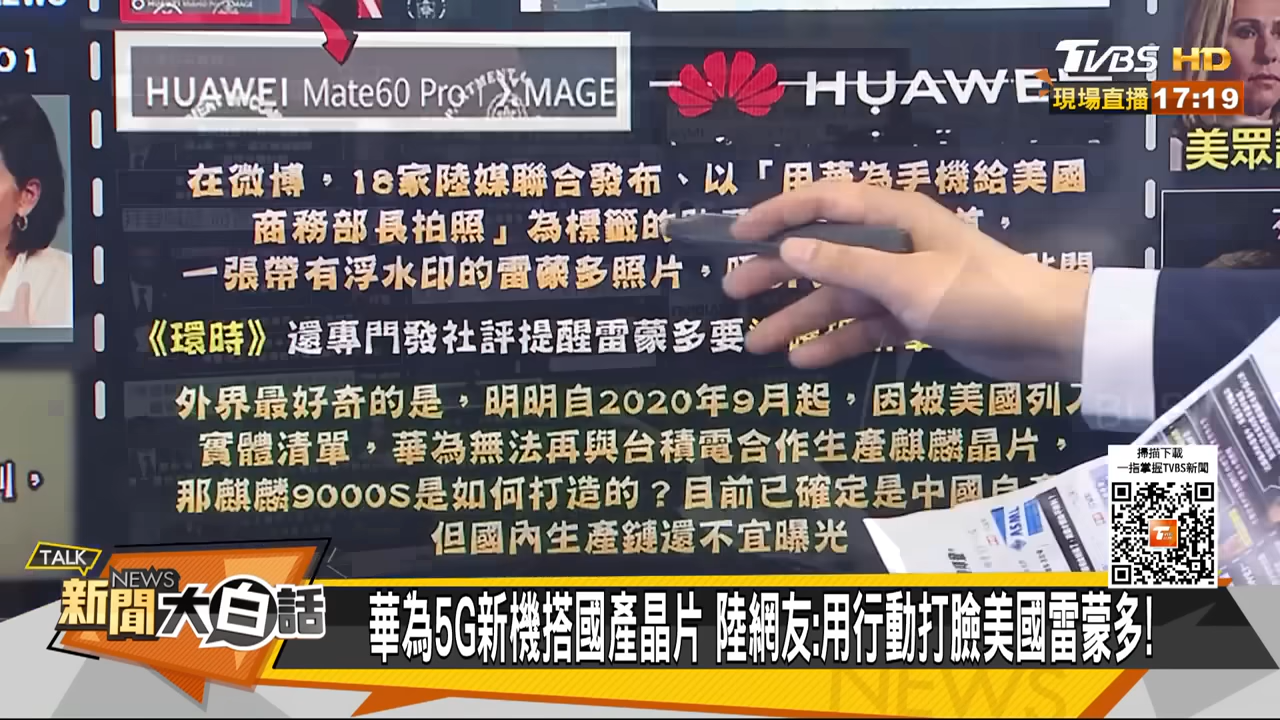 01
HUAWEI Mate60 Pro | XMAGE
HUAWE
TVBS HD
現場直播 17:19
美眾
在微博，18家陸媒聯合發布、以「用華為手機給美國
商務部長拍照」為標籤的
一張帶有浮水印的雷蒙多照片，
《環時》還專門發社評提醒雷蒙多要
外界最好奇的是，明明自2020年9月起，因被美國列入
實體清單，華為無法再與台積電合作生產麒麟晶片，
那麒麟9000S是如何打造的？目前已確定是中國自
但國內生產鏈還不宜曝光
ASML
掃描下載
一指掌握TVBS新聞
TALK
NEWS
新聞大白話
華為5G新機搭國產晶片 陸網友:用行動打臉美國雷蒙多!
NEWS